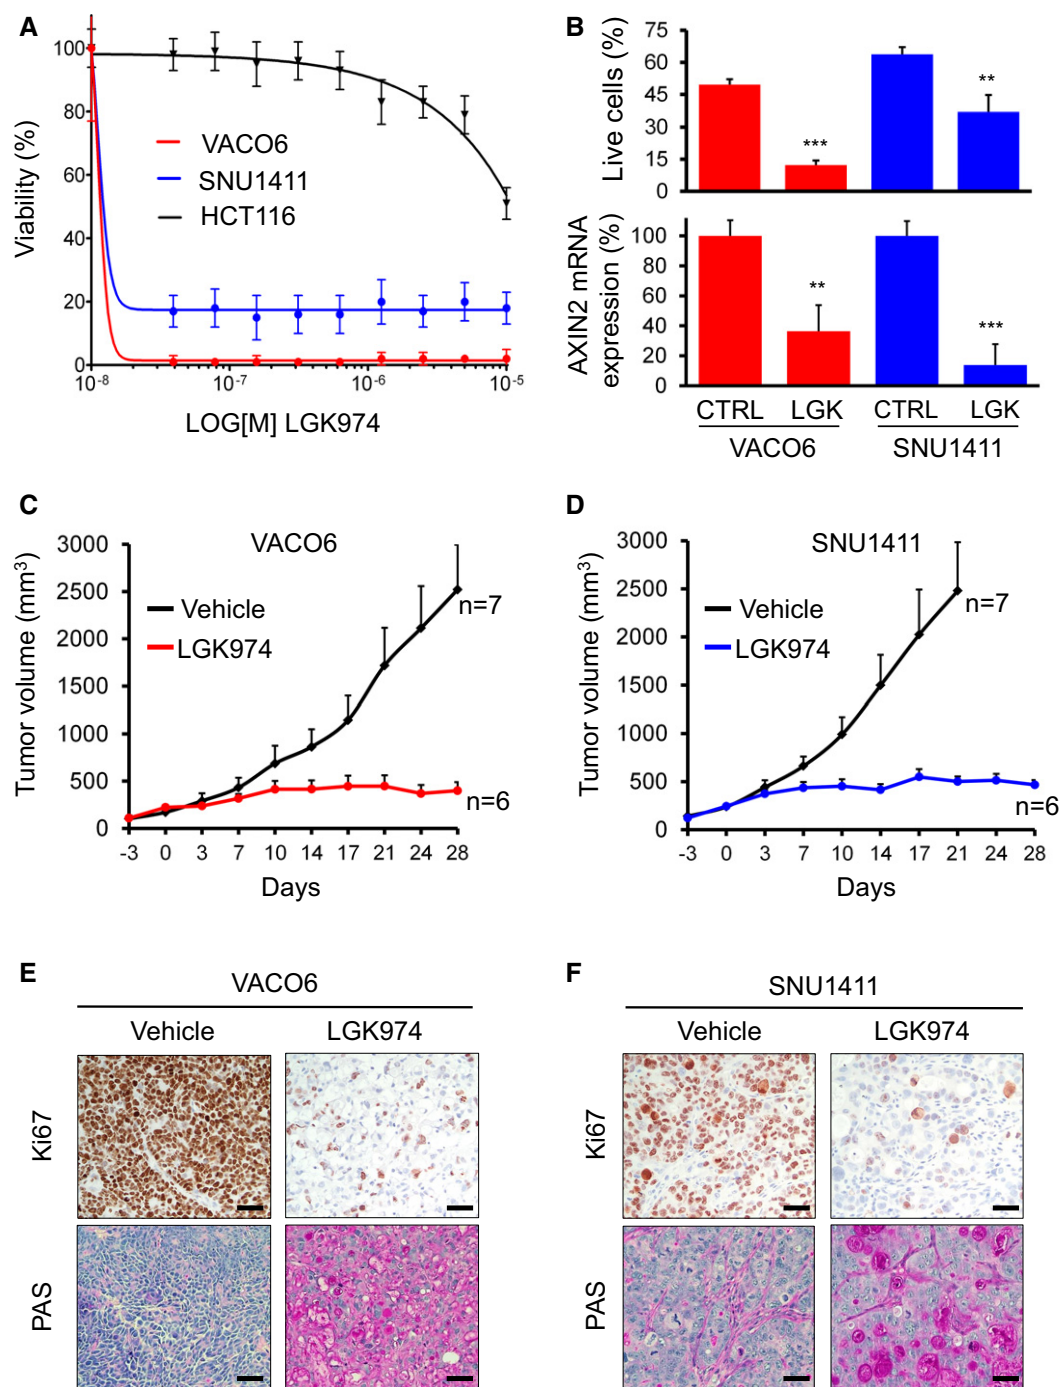 A
Viability (%)
100
80
60
40
20
0
VACO6
SNU1411
HCT116
10-8
10-7
10-6
10-5
LOG[M] LGK974
B
Live cells (%)
75
60
45
30
15
0
***
**
AXIN2 mRNA
expression (%)
100
80
60
40
20
0
**
***
CTRL LGK CTRL LGK
VACO6 SNU1411
C
VACO6
Tumor volume (mm3)
3000
2500
2000
1500
1000
500
0
Vehicle
LGK974
n=7
n=6
-3 0 3 7 10 14 17 21 24 28
Days
D
SNU1411
Tumor volume (mm3)
3000
2500
2000
1500
1000
500
0
Vehicle
LGK974
n=7
n=6
-3 0 3 7 10 14 17 21 24 28
Days
E
VACO6
Vehicle LGK974
Ki67
PAS
F
SNU1411
Vehicle LGK974
Ki67
PAS